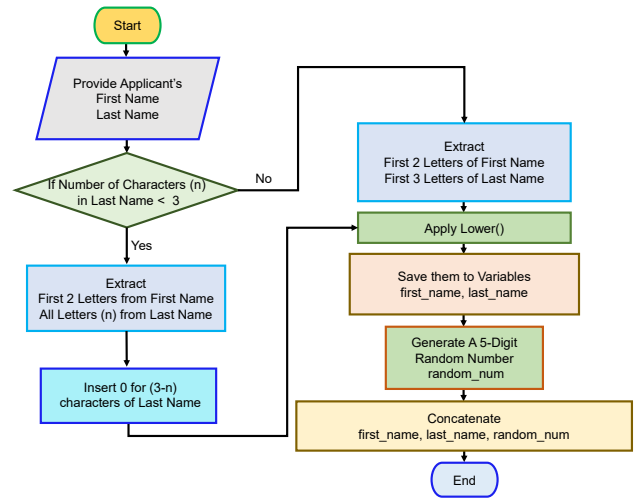 Start
Provide Applicant's
First Name
Last Name
If Number of Characters (n)
in Last Name < 3
No
Yes
Extract
First 2 Letters from First Name
All Letters (n) from Last Name
Insert 0 for (3-n)
characters of Last Name
Extract
First 2 Letters of First Name
First 3 Letters of Last Name
Apply Lower()
Save them to Variables
first_name, last_name
Generate A 5-Digit
Random Number
random_num
Concatenate
first_name, last_name, random_num
End